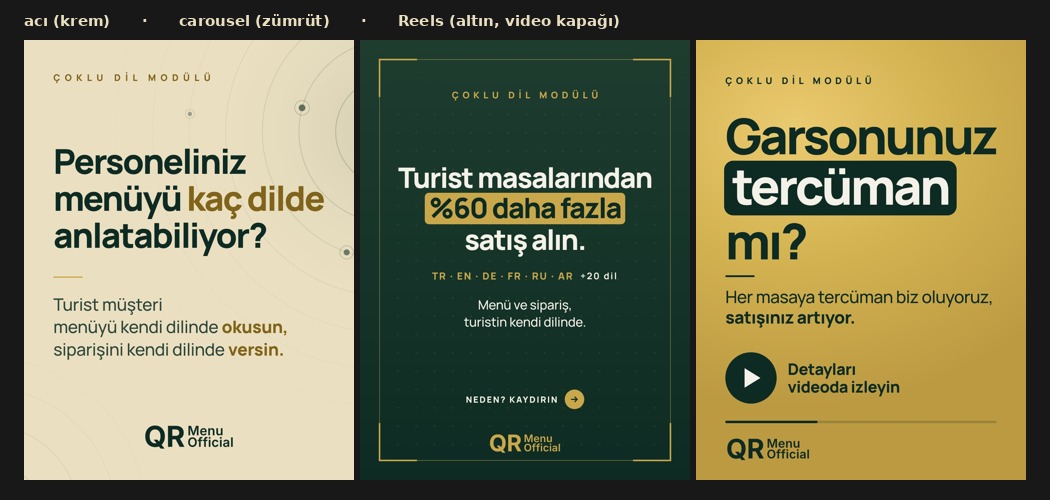 acı (krem) · carousel (zümrüt) · Reels (altın, video kapağı)
ÇOKLU DİL MODÜLÜ
Personeliniz
menüyü kaç dilde
anlatabiliyor?
Turist müşteri
menüyü kendi dilinde okusun,
siparişini kendi dilinde versin.
QR Menu Official
ÇOKLU DİL MODÜLÜ
Turist masalarından
%60 daha fazla
satış alın.
TR · EN · DE · FR · RU · AR +20 dil
Menü ve sipariş,
turistin kendi dilinde.
NEDEN? KAYDIRIN
QR Menu Official
ÇOKLU DİL MODÜLÜ
Garsonunuz
tercüman
mı?
Her masaya tercüman biz oluyoruz,
satışınız artıyor.
Detayları
videoda izleyin
QR Menu Official